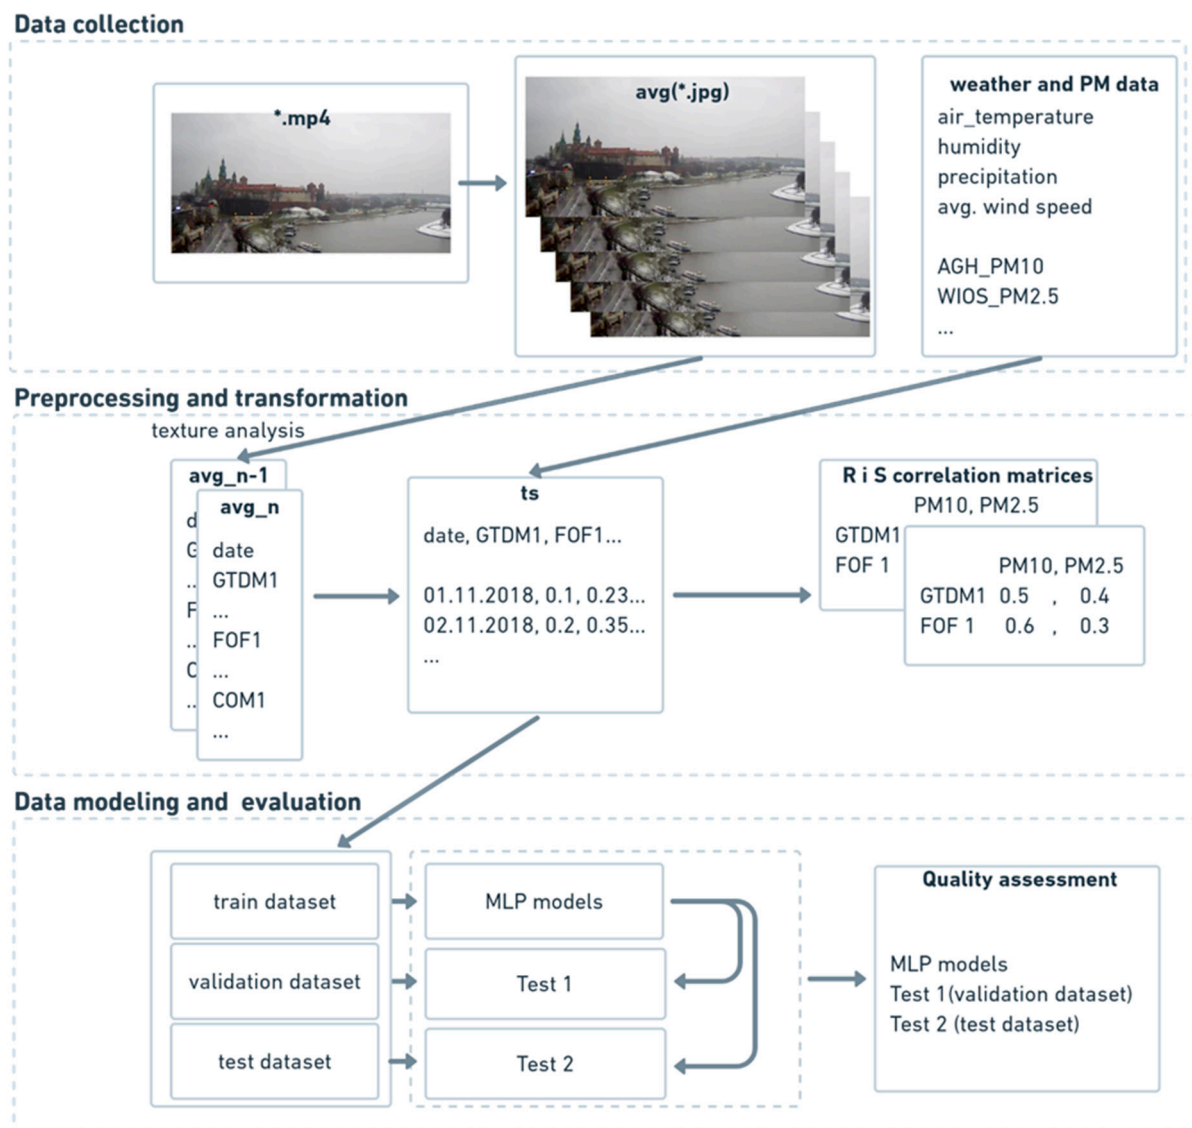 Data collection
*.mp4
avg(*.jpg)
weather and PM data
air_temperature
humidity
precipitation
avg. wind speed
AGH_PM10
WIOS_PM2.5
...
Preprocessing and transformation
texture analysis
avg_n-1
d
G
..
F
..
C
..
avg_n
date
GTDM1
...
FOF1
...
COM1
...
ts
date, GTDM1, FOF1...
01.11.2018, 0.1, 0.23...
02.11.2018, 0.2, 0.35...
...
R i S correlation matrices
PM10, PM2.5
GTDM1
FOF 1
PM10, PM2.5
GTDM1 0.5 , 0.4
FOF 1 0.6 , 0.3
Data modeling and evaluation
train dataset
validation dataset
test dataset
MLP models
Test 1
Test 2
Quality assessment
MLP models
Test 1(validation dataset)
Test 2 (test dataset)